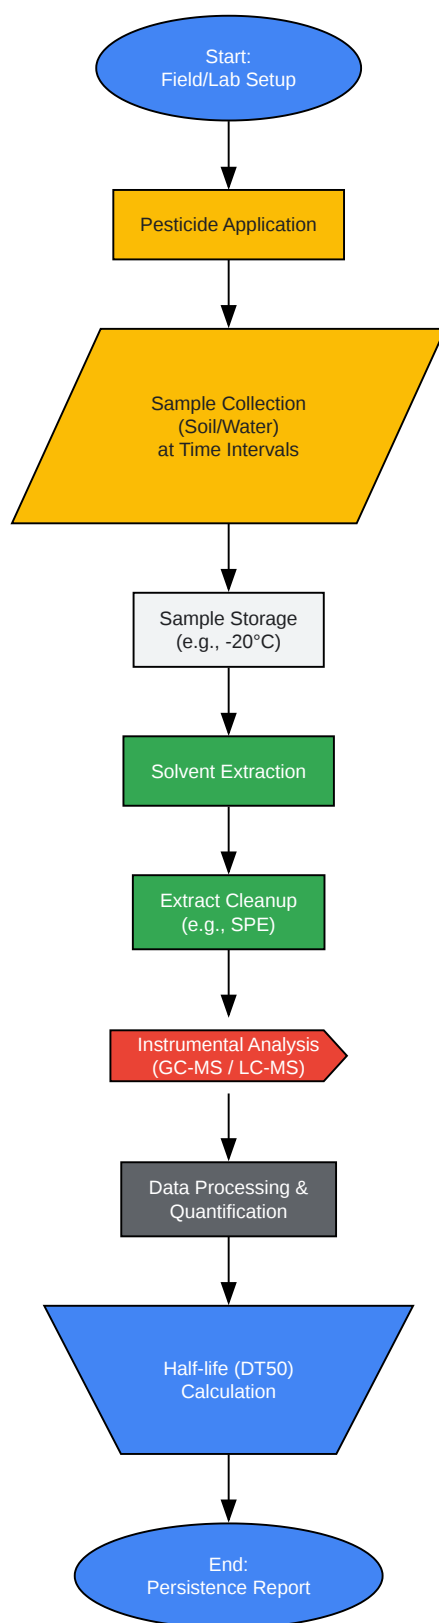 Start:
Field/Lab Setup
Pesticide Application
Sample Collection
(Soil/Water)
at Time Intervals
Sample Storage
(e.g., -20°C)
Solvent Extraction
Extract Cleanup
(e.g., SPE)
Instrumental Analysis
(GC-MS / LC-MS)
Data Processing &
Quantification
Half-life (DT50)
Calculation
End:
Persistence Report